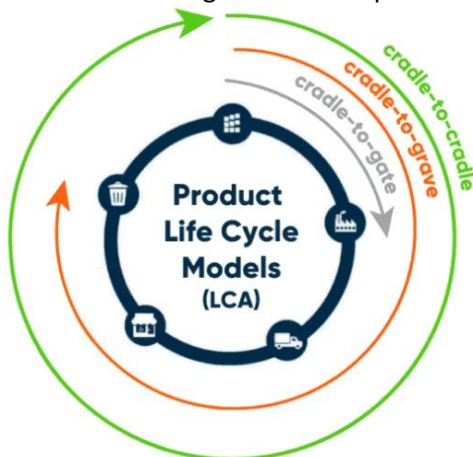 Product
Life Cycle
Models
(LCA)
cradle-to-gate
cradle-to-grave
cradle-to-cradle